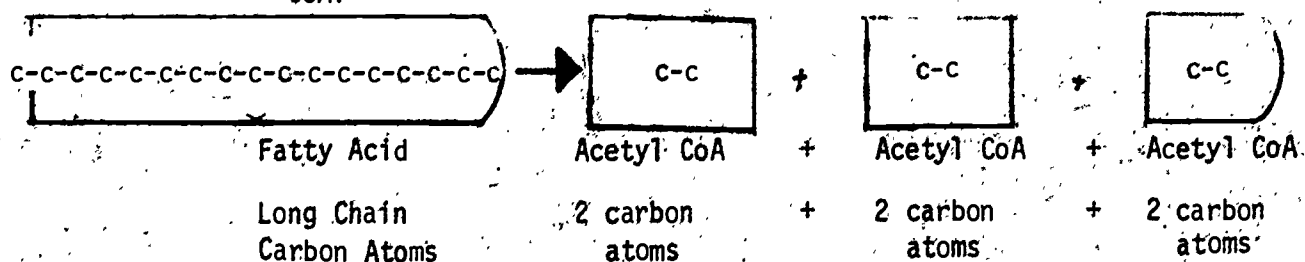 C-C-C-C-C-C-C-C-C-C-C-C-C-C-C-C-C C-C + C-C + C-C
Fatty Acid Acetyl CoA + Acetyl CoA + Acetyl CoA
Long Chain 2 carbon + 2 carbon + 2 carbon
Carbon Atoms atoms atoms atoms